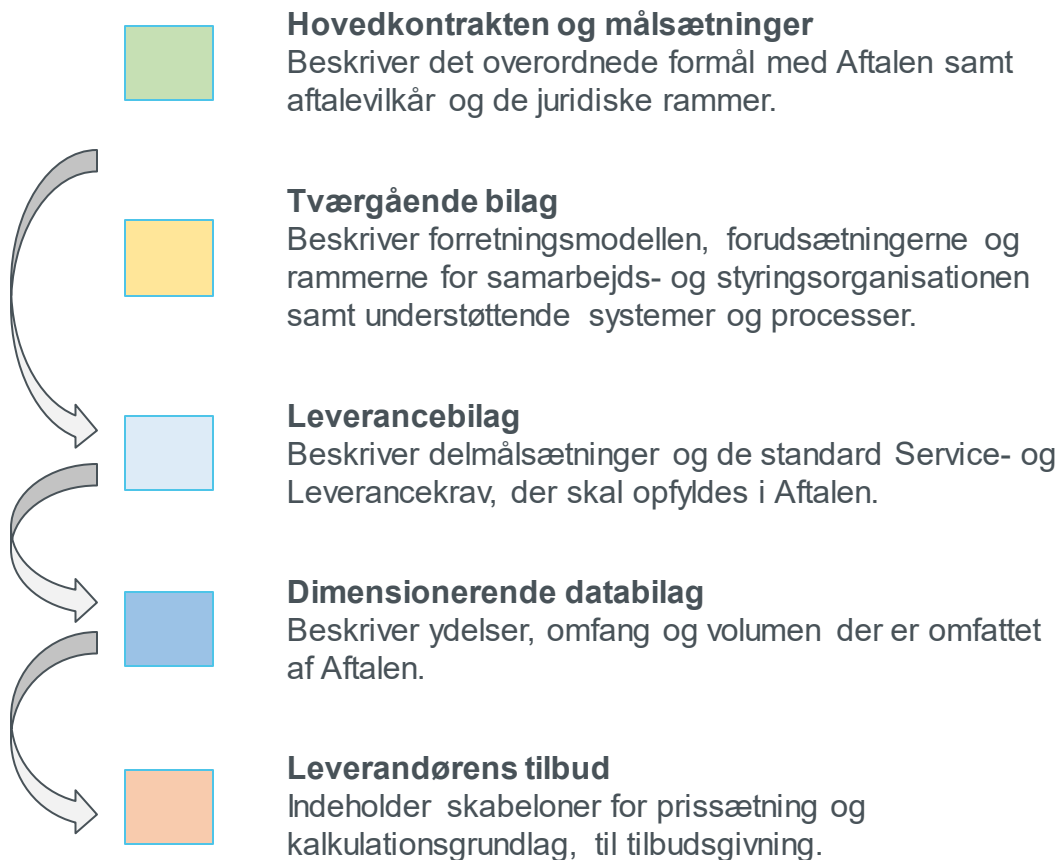 Hovedkontrakten og målsætninger
Beskriver det overordnede formål med Aftalen samt
aftalevilkår og de juridiske rammer.
Tværgående bilag
Beskriver forretningsmodellen, forudsætningerne og
rammerne for samarbejds- og styringsorganisationen
samt understøttende systemer og processer.
Leverancebilag
Beskriver delmålsætninger og de standard Service- og
Leverancekrav, der skal opfyldes i Aftalen.
Dimensionerende databilag
Beskriver ydelser, omfang og volumen der er omfattet
af Aftalen.
Leverandørens tilbud
Indeholder skabeloner for prissætning og
kalkulationsgrundlag, til tilbudsgivning.